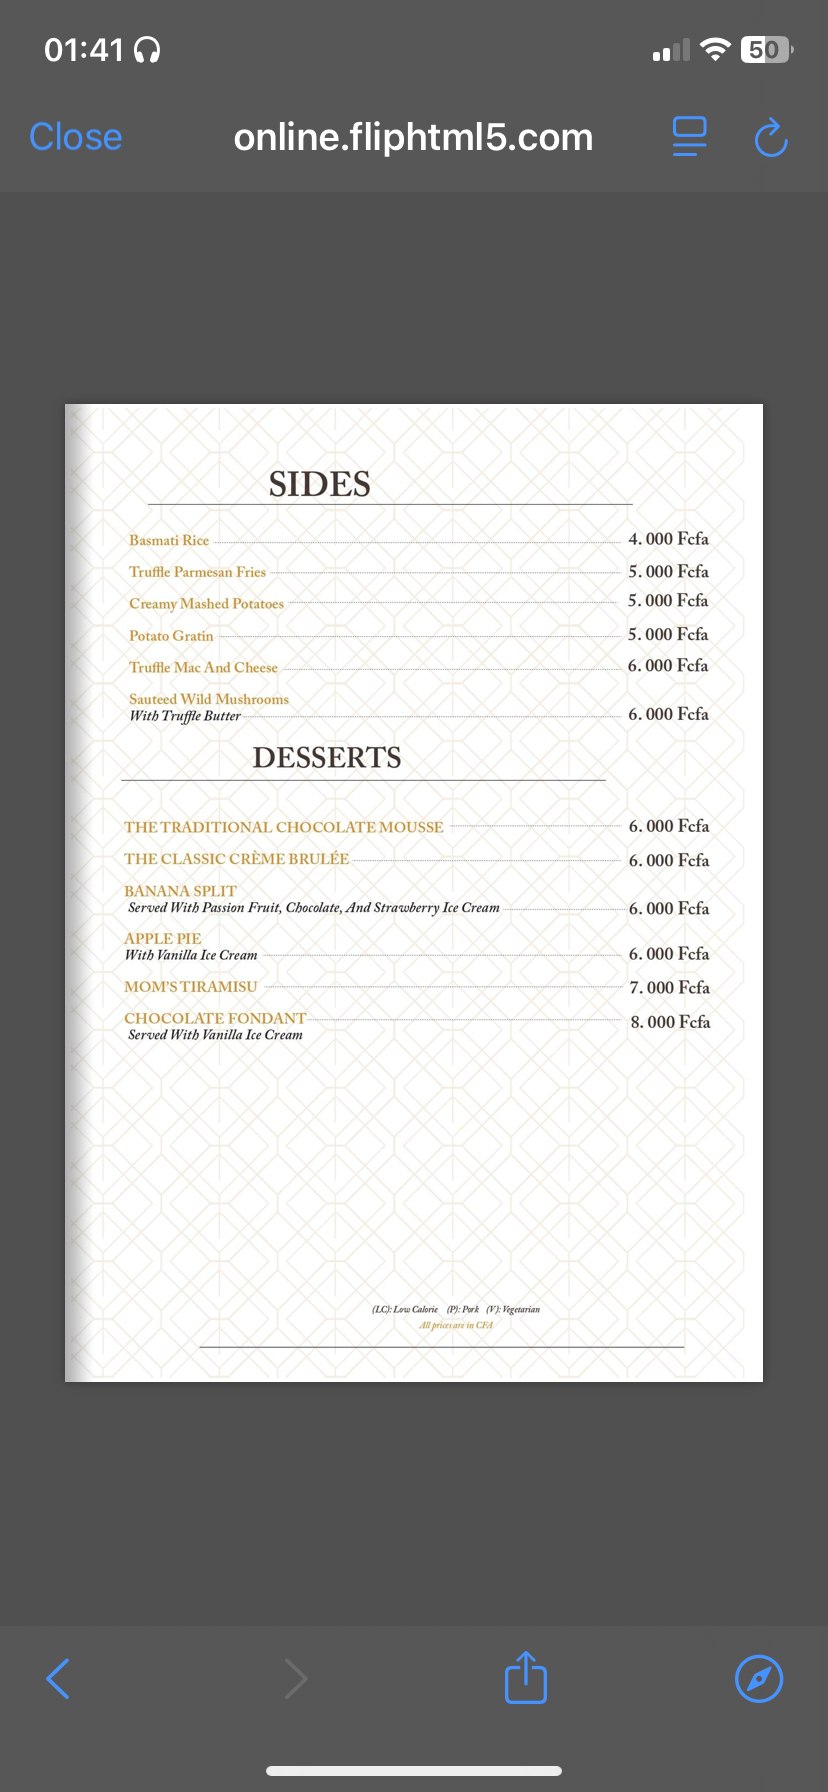 01:41
50
Close
online.fliphtml5.com
SIDES
Basmati Rice 4. 000 Fcfa
Truffle Parmesan Fries 5. 000 Fcfa
Creamy Mashed Potatoes 5. 000 Fcfa
Potato Gratin 5. 000 Fcfa
Truffle Mac And Cheese 6. 000 Fcfa
Sauteed Wild Mushrooms
With Truffle Butter 6. 000 Fcfa
DESSERTS
THE TRADITIONAL CHOCOLATE MOUSSE 6. 000 Fcfa
THE CLASSIC CRÈME BRULÉE 6. 000 Fcfa
BANANA SPLIT
Served With Passion Fruit, Chocolate, And Strawberry Ice Cream 6. 000 Fcfa
APPLE PIE
With Vanilla Ice Cream 6. 000 Fcfa
MOM'S TIRAMISU 7. 000 Fcfa
CHOCOLATE FONDANT 8. 000 Fcfa
Served With Vanilla Ice Cream
(LC): Low Calorie (P): Pork (V): Vegetarian
All prices are in CFA